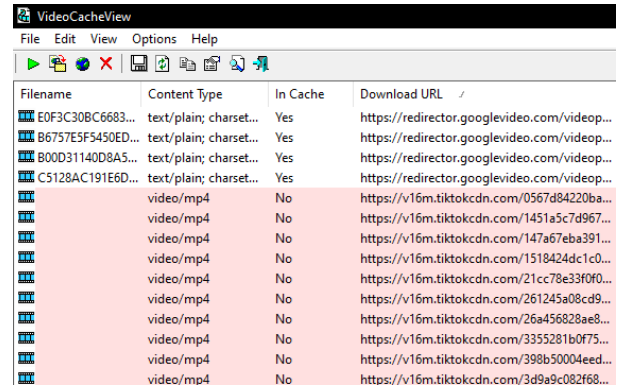 VideoCacheView
File Edit View Options Help
Filename Content Type In Cache Download URL
E0F3C30BC6683... text/plain; charset... Yes https://redirector.googlevideo.com/videop...
B6757E5F5450ED... text/plain; charset... Yes https://redirector.googlevideo.com/videop...
B00D31140D8A5... text/plain; charset... Yes https://redirector.googlevideo.com/videop...
C5128AC191E6D... text/plain; charset... Yes https://redirector.googlevideo.com/videop...
video/mp4 No https://v16m.tiktokcdn.com/0567d84220ba...
video/mp4 No https://v16m.tiktokcdn.com/1451a5c7d967...
video/mp4 No https://v16m.tiktokcdn.com/147a67eba391...
video/mp4 No https://v16m.tiktokcdn.com/1518424dc1c0...
video/mp4 No https://v16m.tiktokcdn.com/21cc78e33f0f0...
video/mp4 No https://v16m.tiktokcdn.com/261245a08cd9...
video/mp4 No https://v16m.tiktokcdn.com/26a456828ae8...
video/mp4 No https://v16m.tiktokcdn.com/3355281b0f75...
video/mp4 No https://v16m.tiktokcdn.com/398b50004eed...
video/mp4 No https://v16m.tiktokcdn.com/3d9a9c082f68...